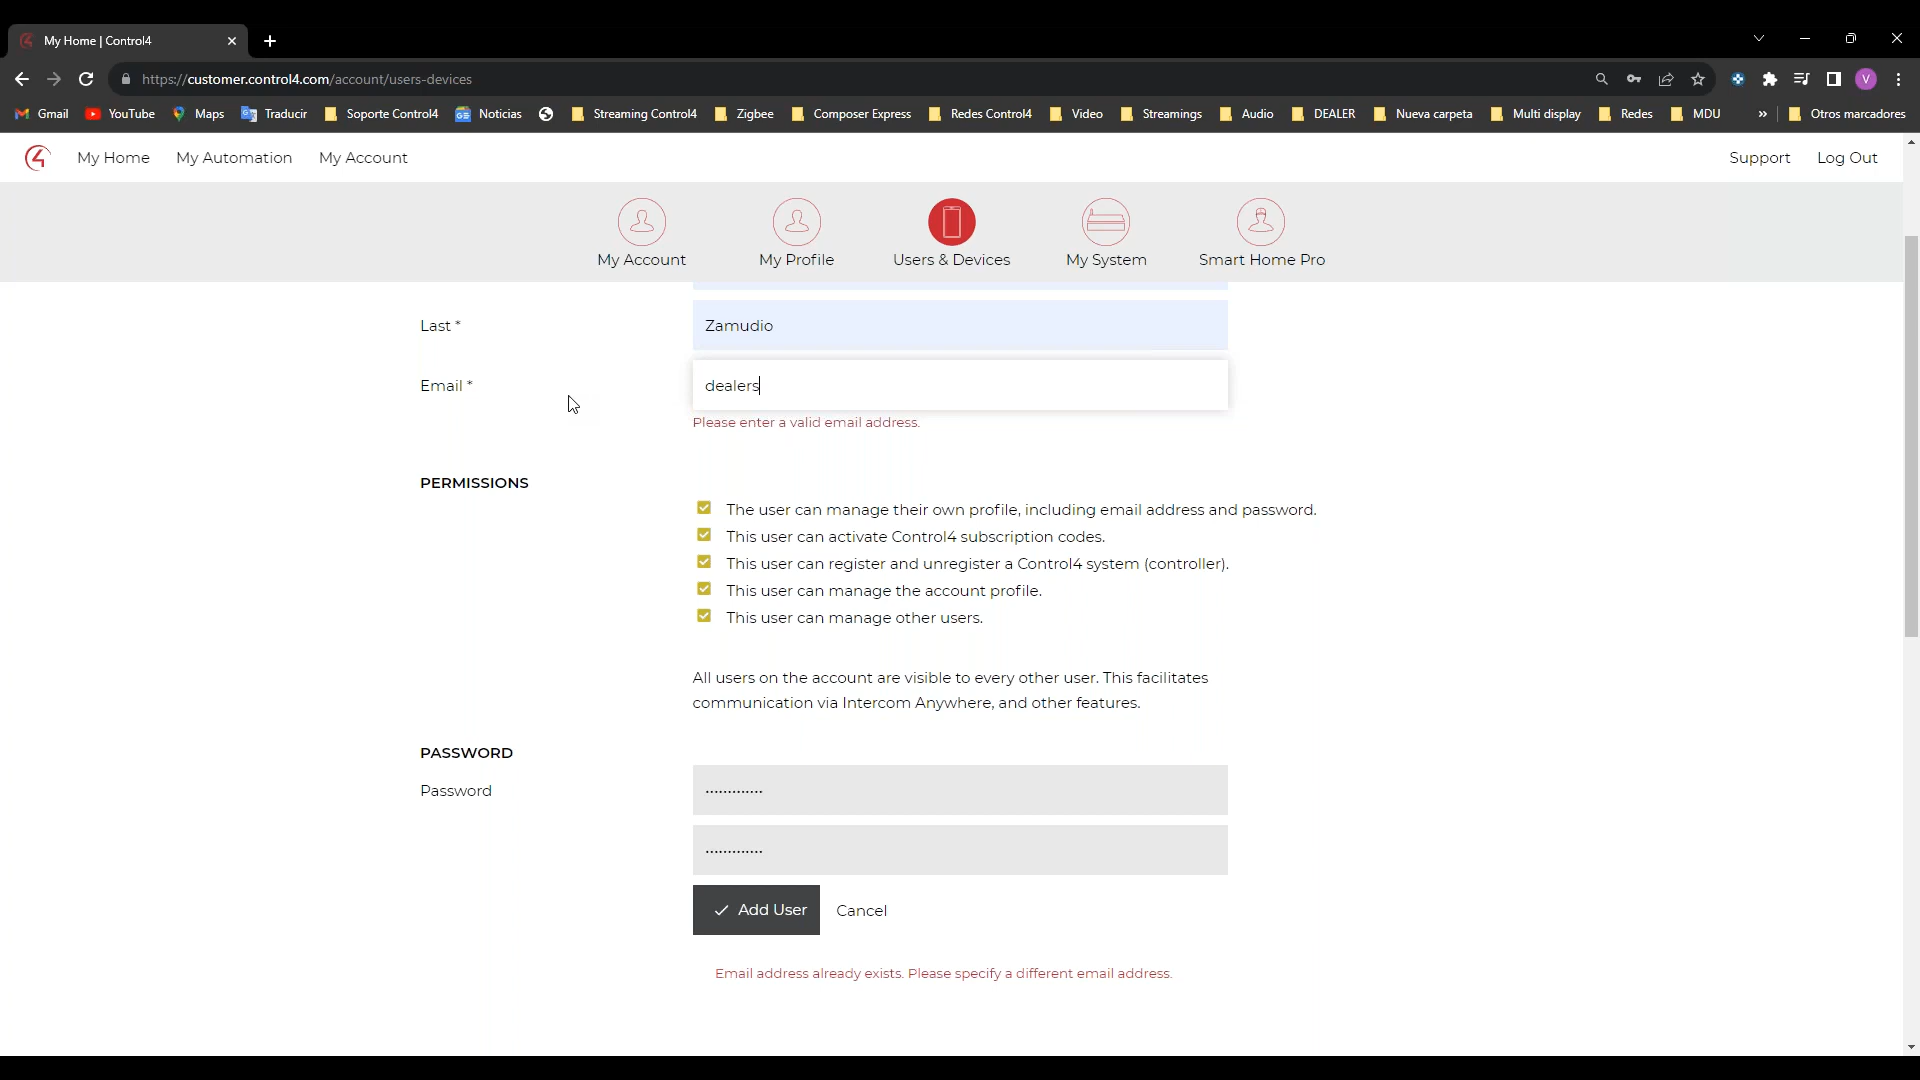 My Home | Control4
https://customer.control4.com/account/users-devices
V
Gmail YouTube Maps Traducir Soporte Control4 Noticias Streaming Control4 Zigbee Composer Express Redes Control4 Video Streamings Audio DEALER Nueva carpeta Multi display Redes MDU » Otros marcadores
My Home My Automation My Account Support Log Out
My Account My Profile Users & Devices My System Smart Home Pro
Last * Zamudio
Email * dealers
Please enter a valid email address.
PERMISSIONS
The user can manage their own profile, including email address and password.
This user can activate Control4 subscription codes.
This user can register and unregister a Control4 system (controller).
This user can manage the account profile.
This user can manage other users.
All users on the account are visible to every other user. This facilitates
communication via Intercom Anywhere, and other features.
PASSWORD
Password •••••••••••••
•••••••••••••
Add User Cancel
Email address already exists. Please specify a different email address.